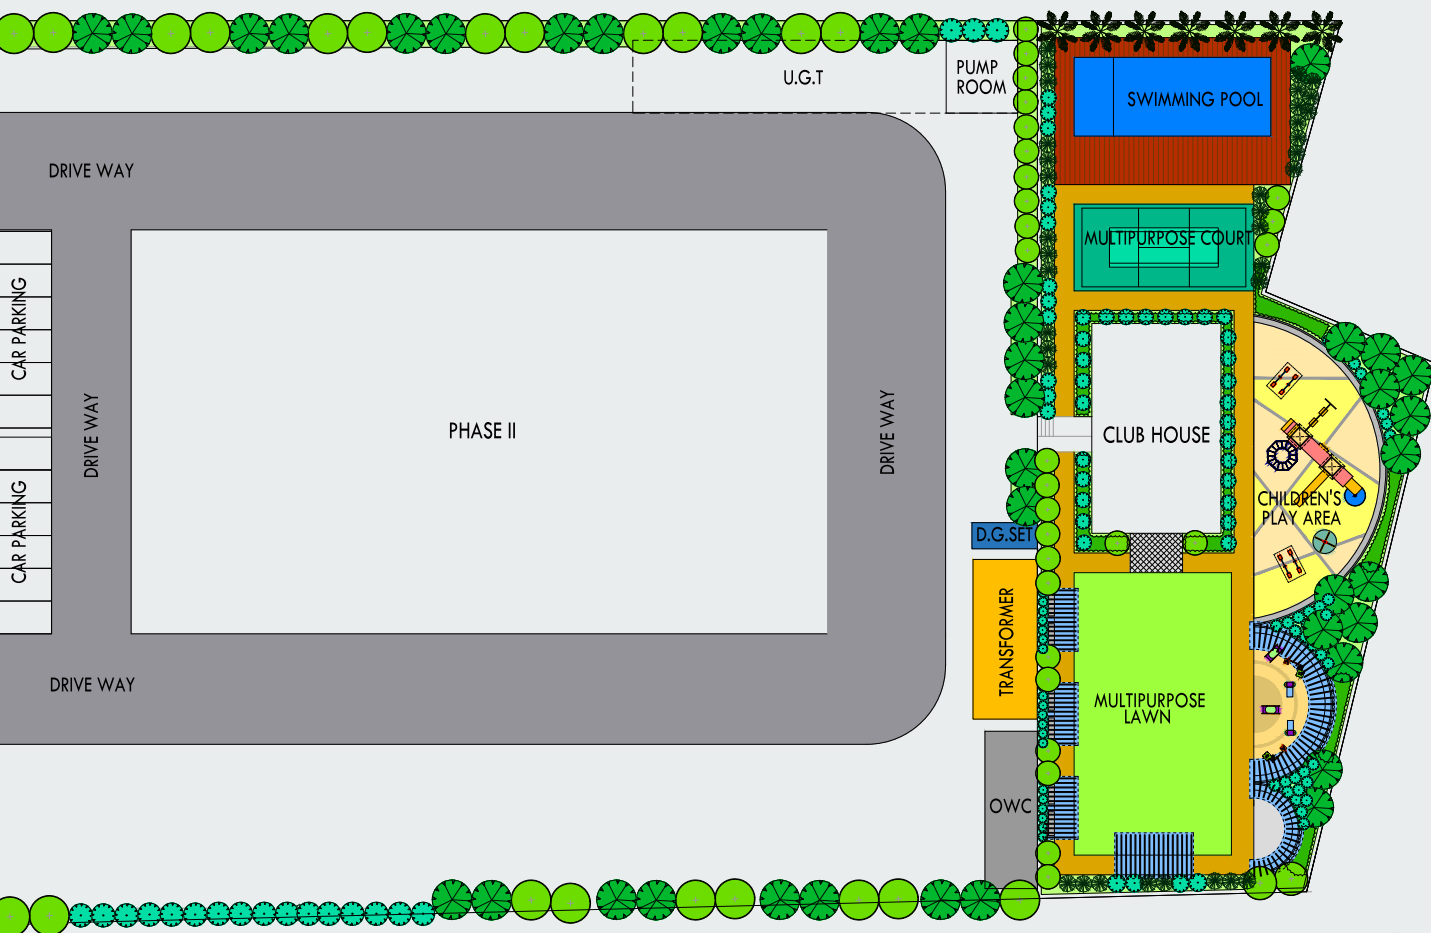 U.G.T
PUMP
ROOM
SWIMMING POOL
DRIVE WAY
MULTIPURPOSE COURT
CAR PARKING
DRIVE WAY
PHASE II
DRIVE WAY
CLUB HOUSE
CHILDREN'S
PLAY AREA
CAR PARKING
D.G.SET
TRANSFORMER
DRIVE WAY
MULTIPURPOSE
LAWN
OWC